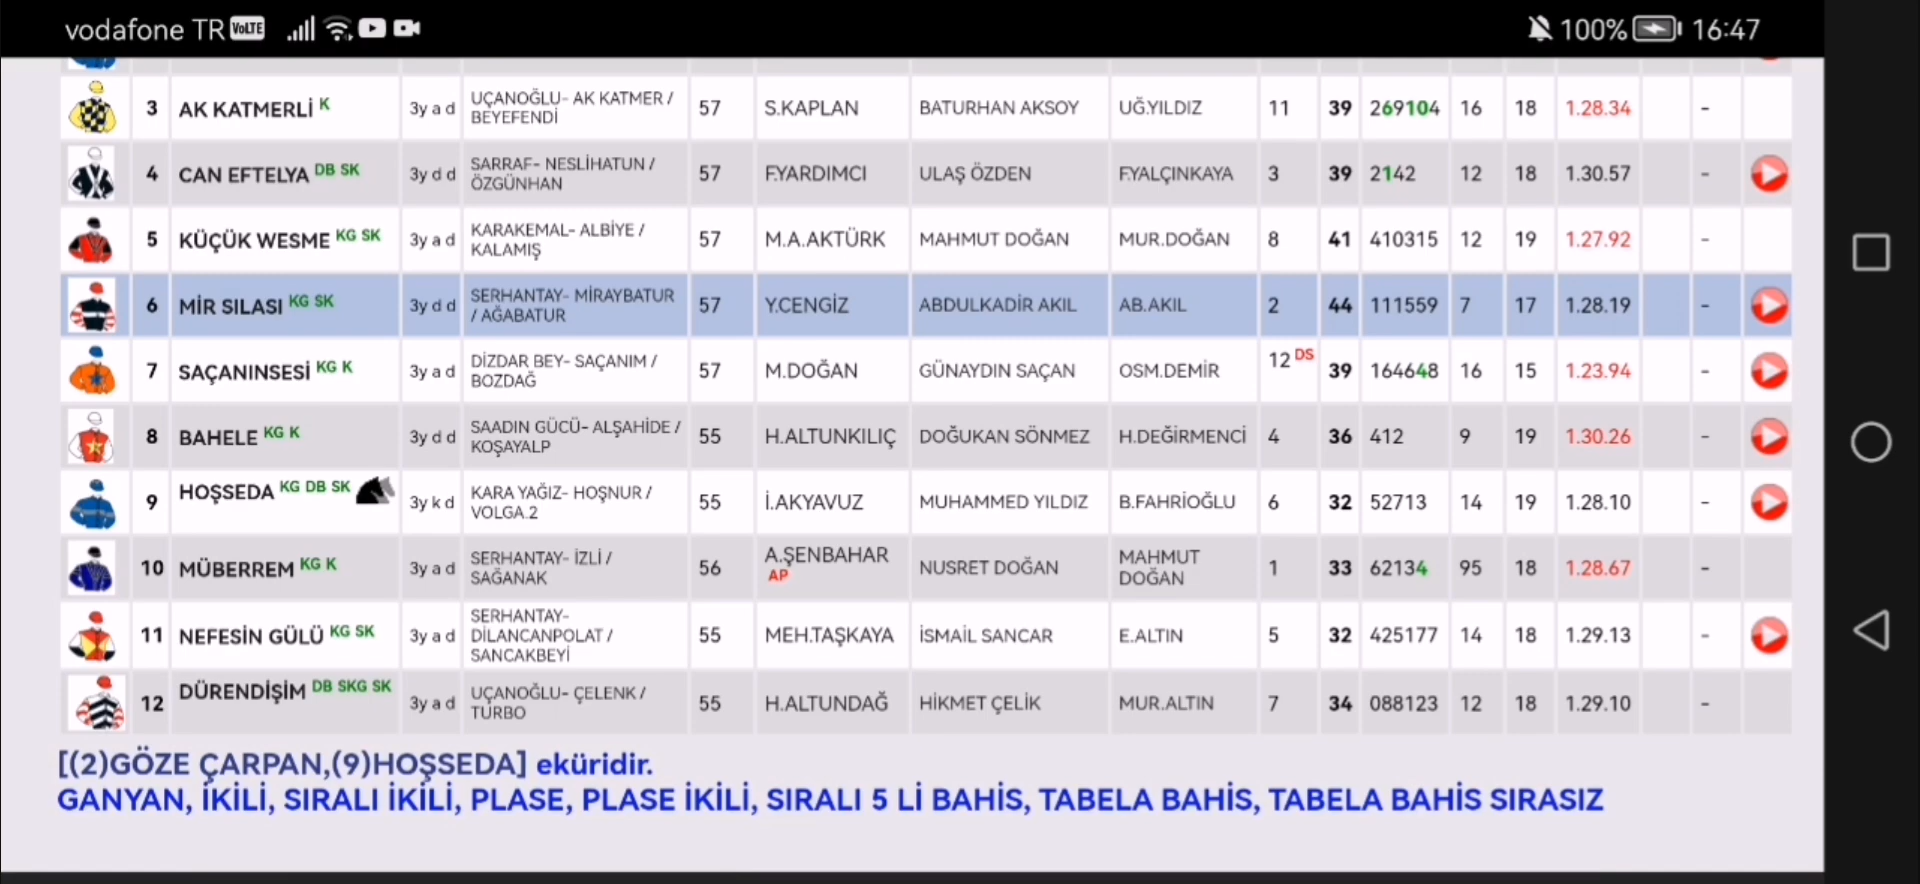 vodafone TR VoLTE 100% 16:47
3 AK KATMERLİ K 3y a d UÇANOĞLU- AK KATMER / BEYEFENDİ 57 S.KAPLAN BATURHAN AKSOY UĞ.YILDIZ 11 39 269104 16 18 1.28.34 -
4 CAN EFTELYA DB SK 3y d d SARRAF- NESLİHATUN / ÖZGÜNHAN 57 F.YARDIMCI ULAŞ ÖZDEN F.YALÇINKAYA 3 39 2142 12 18 1.30.57 -
5 KÜÇÜK WESME KG SK 3y a d KARAKEMAL- ALBİYE / KALAMIŞ 57 M.A.AKTÜRK MAHMUT DOĞAN MUR.DOĞAN 8 41 410315 12 19 1.27.92 -
6 MİR SILASI KG SK 3y d d SERHANTAY- MİRAYBATUR / AĞABATUR 57 Y.CENGİZ ABDULKADİR AKIL AB.AKIL 2 44 111559 7 17 1.28.19 -
7 SAÇANINSESİ KG K 3y a d DİZDAR BEY- SAÇANIM / BOZDAĞ 57 M.DOĞAN GÜNAYDIN SAÇAN OSM.DEMİR 12 DS 39 164648 16 15 1.23.94 -
8 BAHELE KG K 3y d d SAADIN GÜCÜ- ALŞAHİDE / KOŞAYALP 55 H.ALTUNKILIÇ DOĞUKAN SÖNMEZ H.DEĞİRMENCİ 4 36 412 9 19 1.30.26 -
9 HOŞSEDA KG DB SK 3y k d KARA YAĞIZ- HOŞNUR / VOLGA.2 55 İ.AKYAVUZ MUHAMMED YILDIZ B.FAHRİOĞLU 6 32 52713 14 19 1.28.10 -
10 MÜBERREM KG K 3y a d SERHANTAY- İZLİ / SAĞANAK 56 A.ŞENBAHAR AP NUSRET DOĞAN MAHMUT DOĞAN 1 33 62134 95 18 1.28.67 -
11 NEFESİN GÜLÜ KG SK 3y a d SERHANTAY- DİLANCANPOLAT / SANCAKBEYİ 55 MEH.TAŞKAYA İSMAİL SANCAR E.ALTIN 5 32 425177 14 18 1.29.13 -
12 DÜRENDİŞİM DB SKG SK 3y a d UÇANOĞLU- ÇELENK / TURBO 55 H.ALTUNDAĞ HİKMET ÇELİK MUR.ALTIN 7 34 088123 12 18 1.29.10 -
[(2)GÖZE ÇARPAN,(9)HOŞSEDA] eküridir.
GANYAN, İKİLİ, SIRALI İKİLİ, PLASE, PLASE İKİLİ, SIRALI 5 Lİ BAHİS, TABELA BAHİS, TABELA BAHİS SIRASIZ